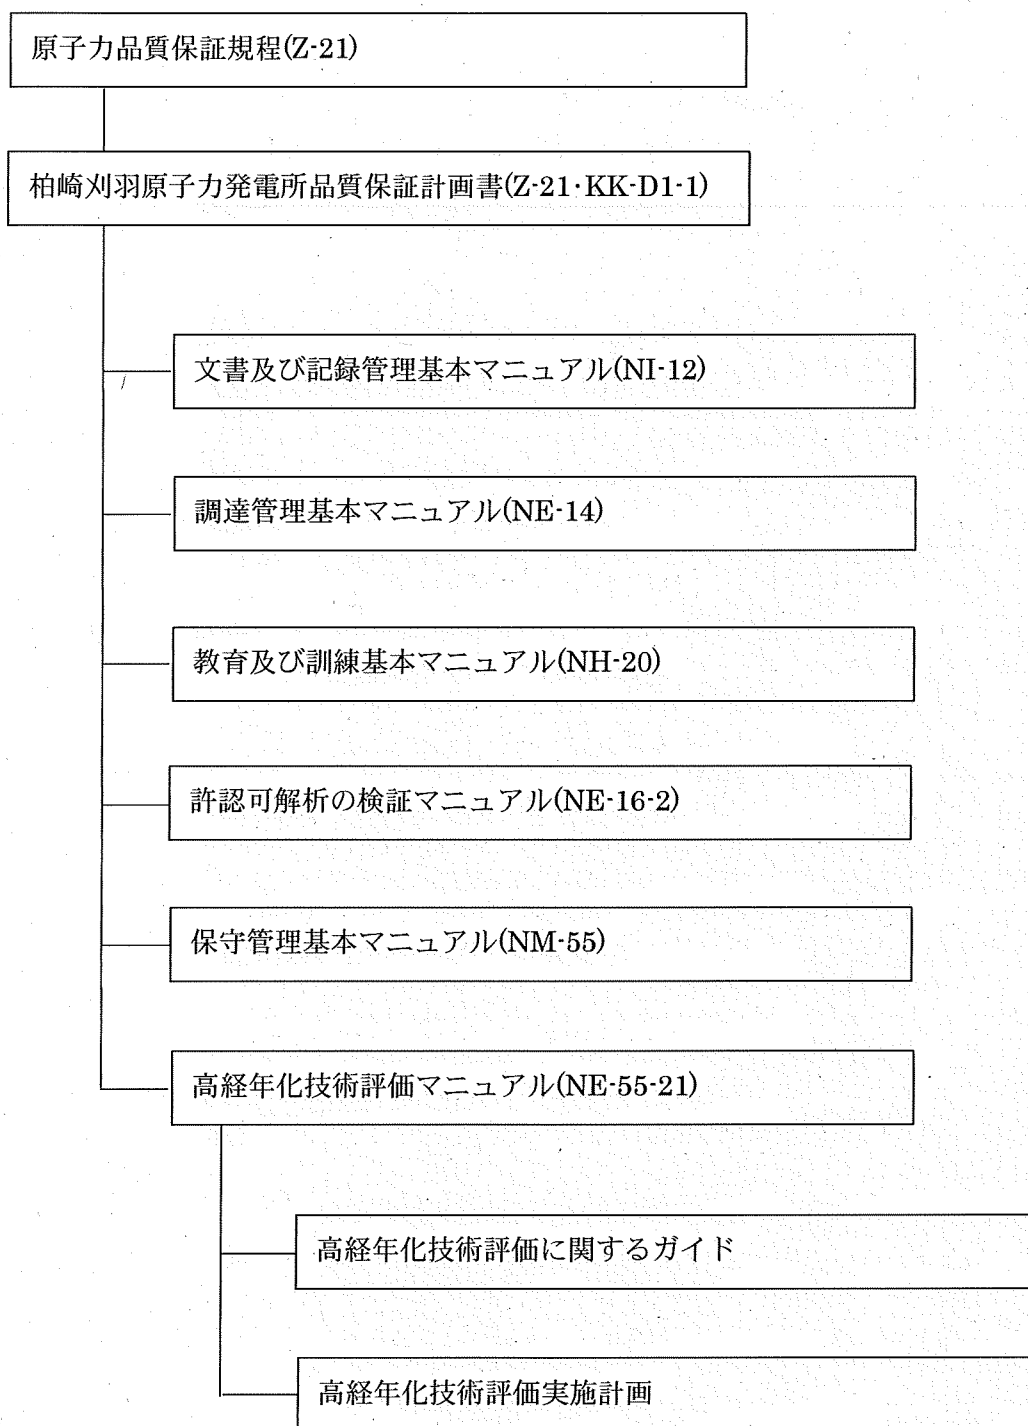 原子力品質保証規程(Z-21)
柏崎刈羽原子力発電所品質保証計画書(Z-21・KK-D1-1)
文書及び記録管理基本マニュアル(NI-12)
調達管理基本マニュアル(NE-14)
教育及び訓練基本マニュアル(NH-20)
許認可解析の検証マニュアル(NE-16-2)
保守管理基本マニュアル(NM-55)
高経年化技術評価マニュアル(NE-55-21)
高経年化技術評価に関するガイド
高経年化技術評価実施計画